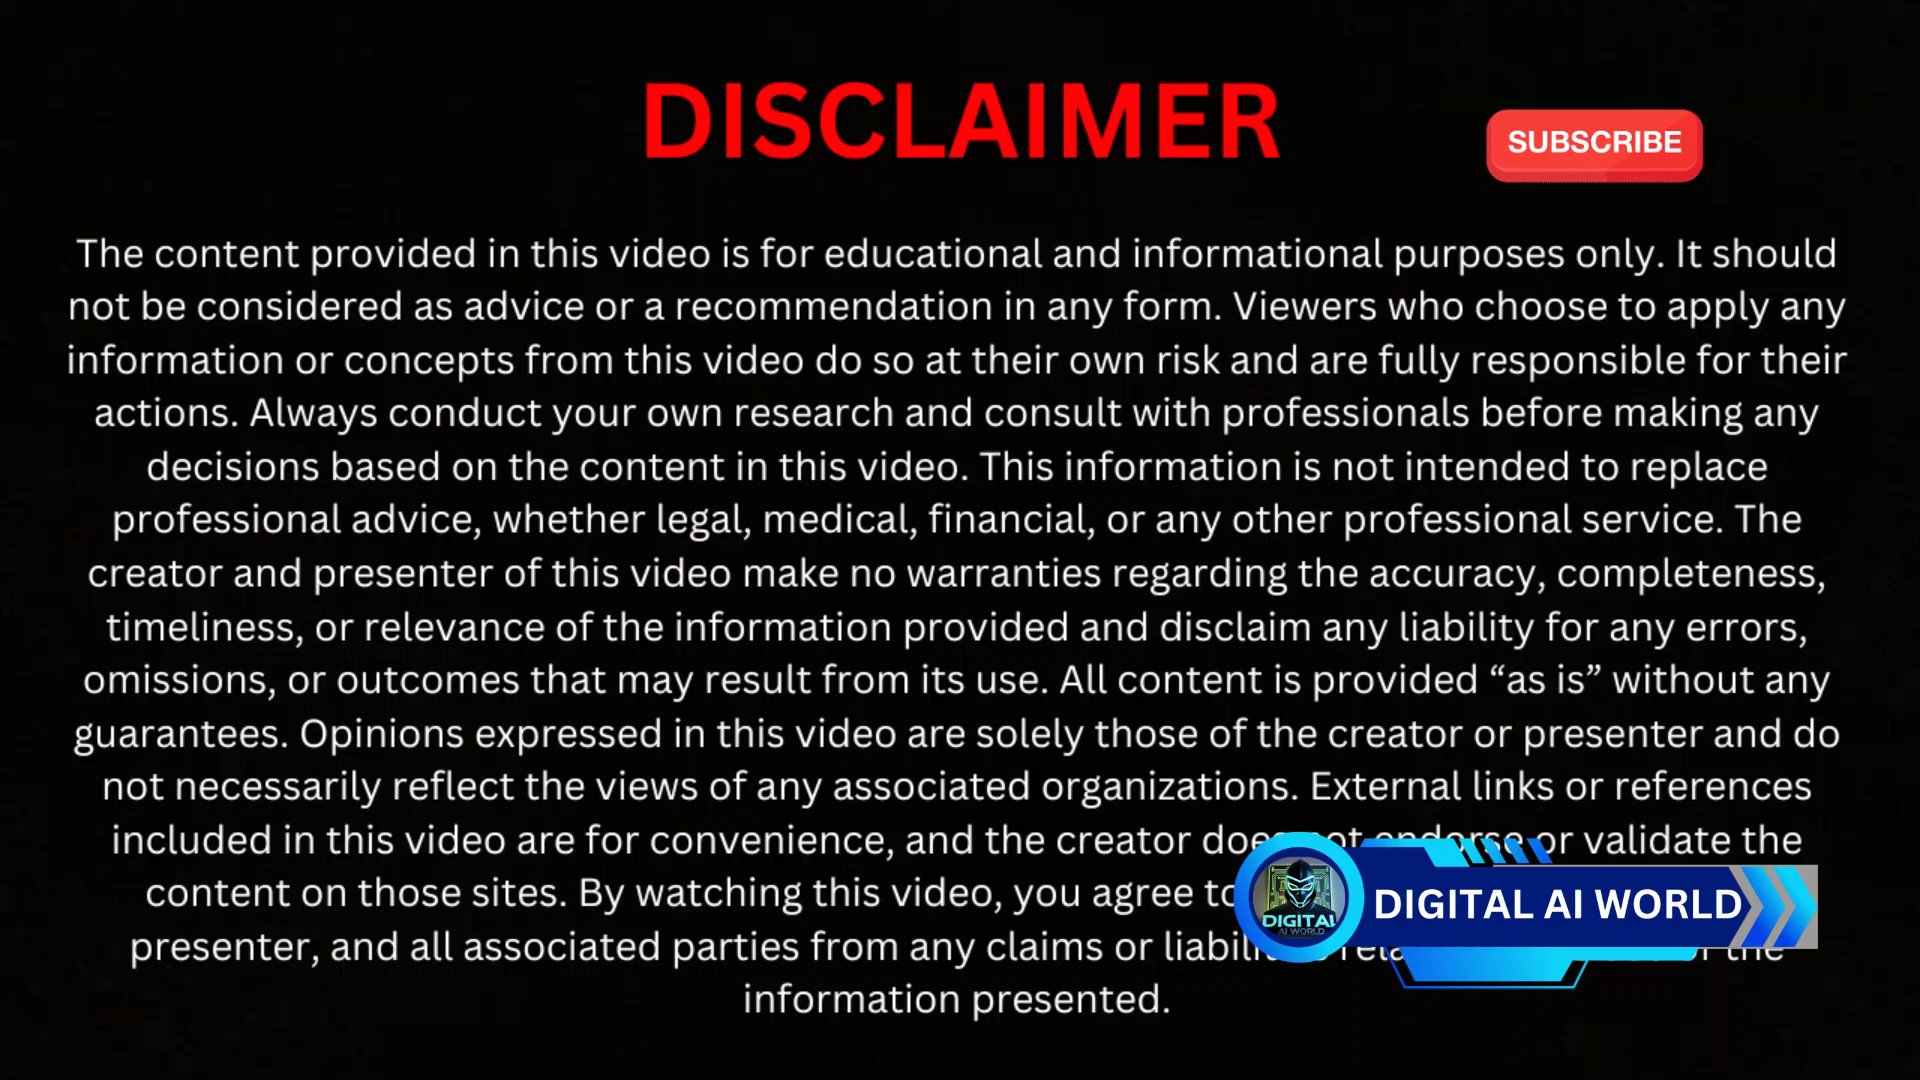 DISCLAIMER
SUBSCRIBE
The content provided in this video is for educational and informational purposes only. It should
not be considered as advice or a recommendation in any form. Viewers who choose to apply any
information or concepts from this video do so at their own risk and are fully responsible for their
actions. Always conduct your own research and consult with professionals before making any
decisions based on the content in this video. This information is not intended to replace
professional advice, whether legal, medical, financial, or any other professional service. The
creator and presenter of this video make no warranties regarding the accuracy, completeness,
timeliness, or relevance of the information provided and disclaim any liability for any errors,
omissions, or outcomes that may result from its use. All content is provided “as is” without any
guarantees. Opinions expressed in this video are solely those of the creator or presenter and do
not necessarily reflect the views of any associated organizations. External links or references
included in this video are for convenience, and the creator does not endorse or validate the
content on those sites. By watching this video, you agree to
presenter, and all associated parties from any claims or the
information presented.
DIGITAL AI WORLD
DIGITAL
AI WORLD